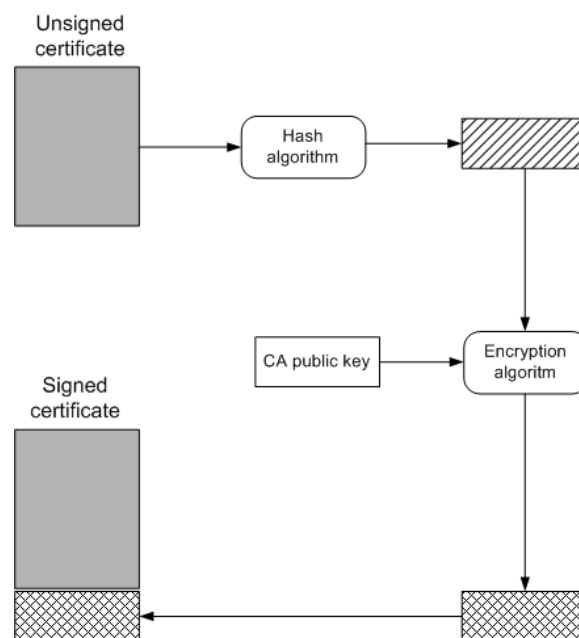 Unsigned
certificate
Hash
algorithm
CA public key
Encryption
algoritm
Signed
certificate